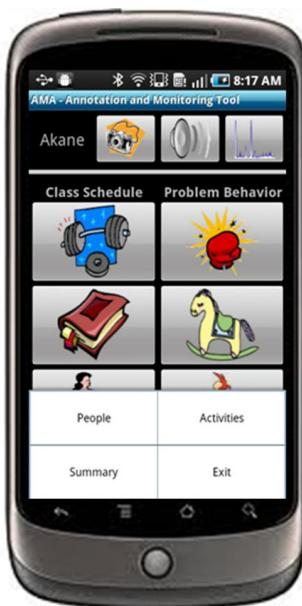 8:17 AM
AMA - Annotation and Monitoring Tool
Akane
Class Schedule Problem Behavior
People Activities
Summary Exit